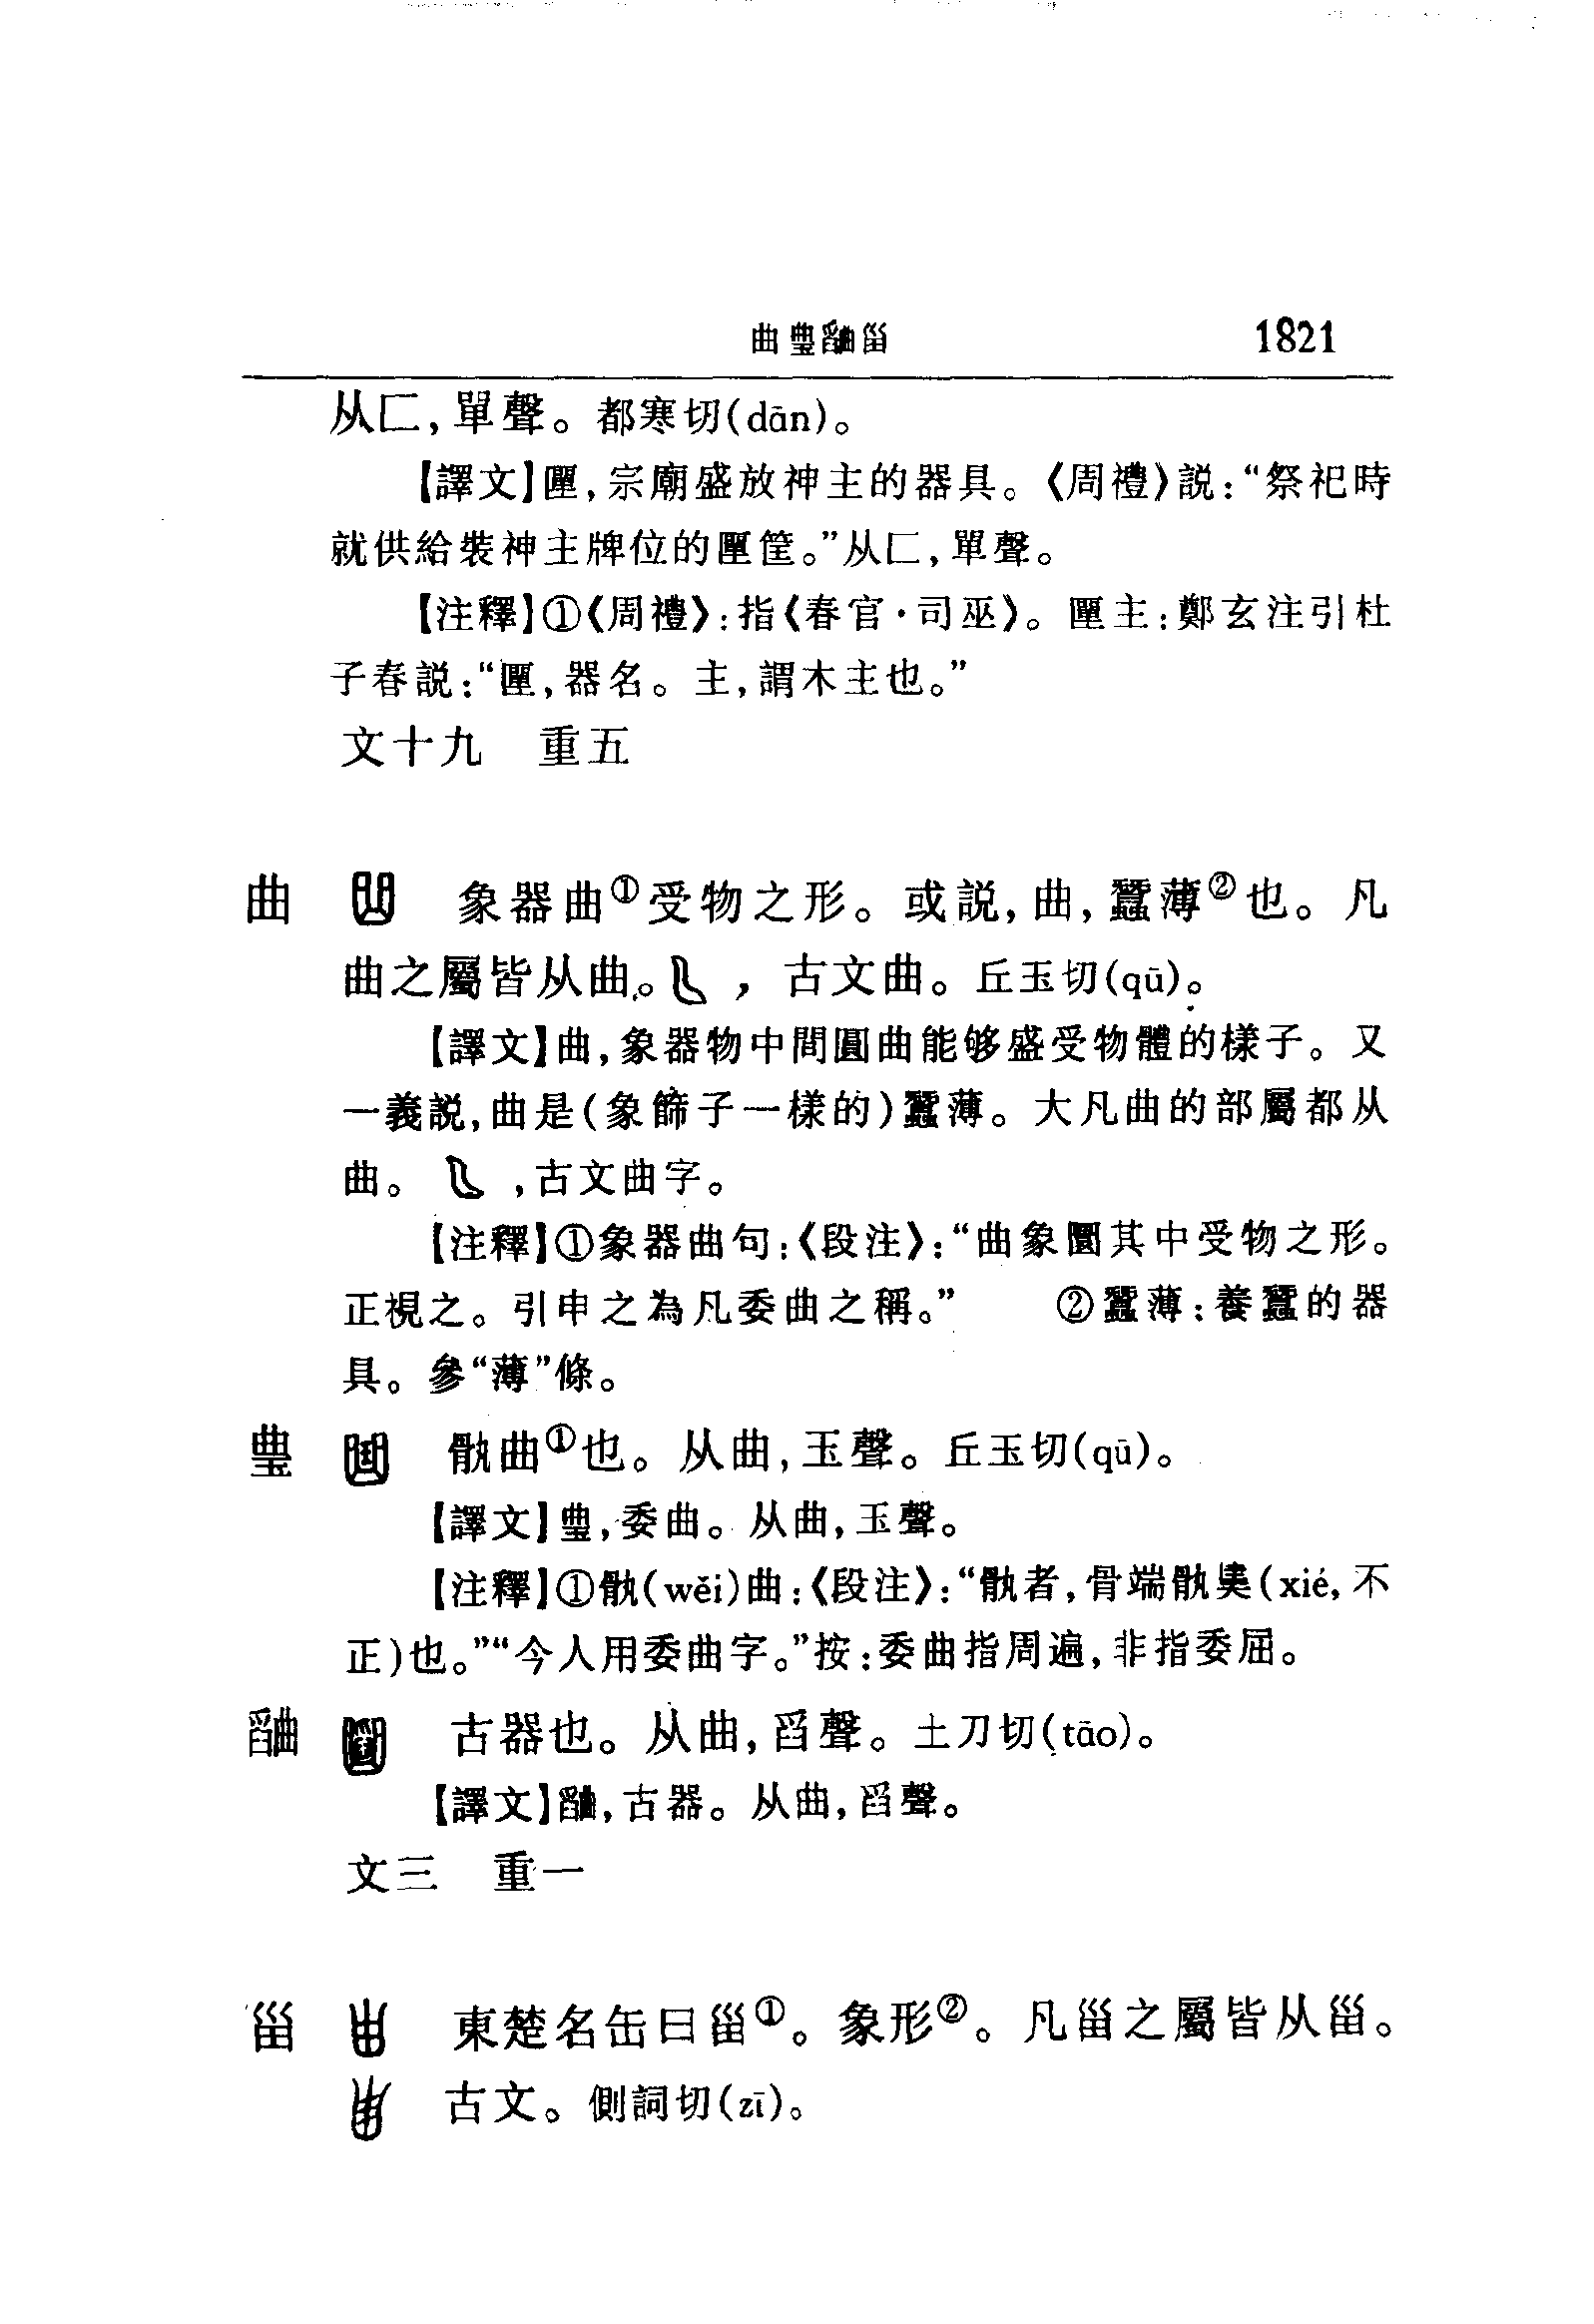 曲豊䎱甾 1821
从匚，單聲。都寒切(dān)。
【譯文】匰，宗廟盛放神主的器具。《周禮》説：“祭祀時
就供給裝神主牌位的匰筐。”从匚，單聲。
【注釋】①《周禮》：指《春官·司巫》。匰主：鄭玄注引杜
子春説：“匰，器名。主，謂木主也。”
文十九　重五
曲　象器曲①受物之形。或説，曲，蠶薄②也。凡
曲之屬皆从曲。，古文曲。丘玉切(qū)。
【譯文】曲，象器物中間圓曲能够盛受物體的樣子。又
一義説，曲是(象篩子一樣的)蠶薄。大凡曲的部屬都从
曲。，古文曲字。
【注釋】①象器曲句：《段注》：“曲象圜其中受物之形。
正視之。引申之為凡委曲之稱。”　②蠶薄：養蠶的器
具。參“薄”條。
骫曲①也。从曲，玉聲。丘玉切(qū)。
【譯文】，委曲。从曲，玉聲。
【注釋】①骫(wěi)曲：《段注》：“骫者，骨端骫奊(xié，不
正)也。”“今人用委曲字。”按：委曲指周遍，非指委屈。
古器也。从曲，舀聲。土刀切(tāo)。
【譯文】，古器。从曲，舀聲。
文三　重一
甾　東楚名缶曰甾①。象形②。凡甾之屬皆从甾。
古文。側詞切(zī)。